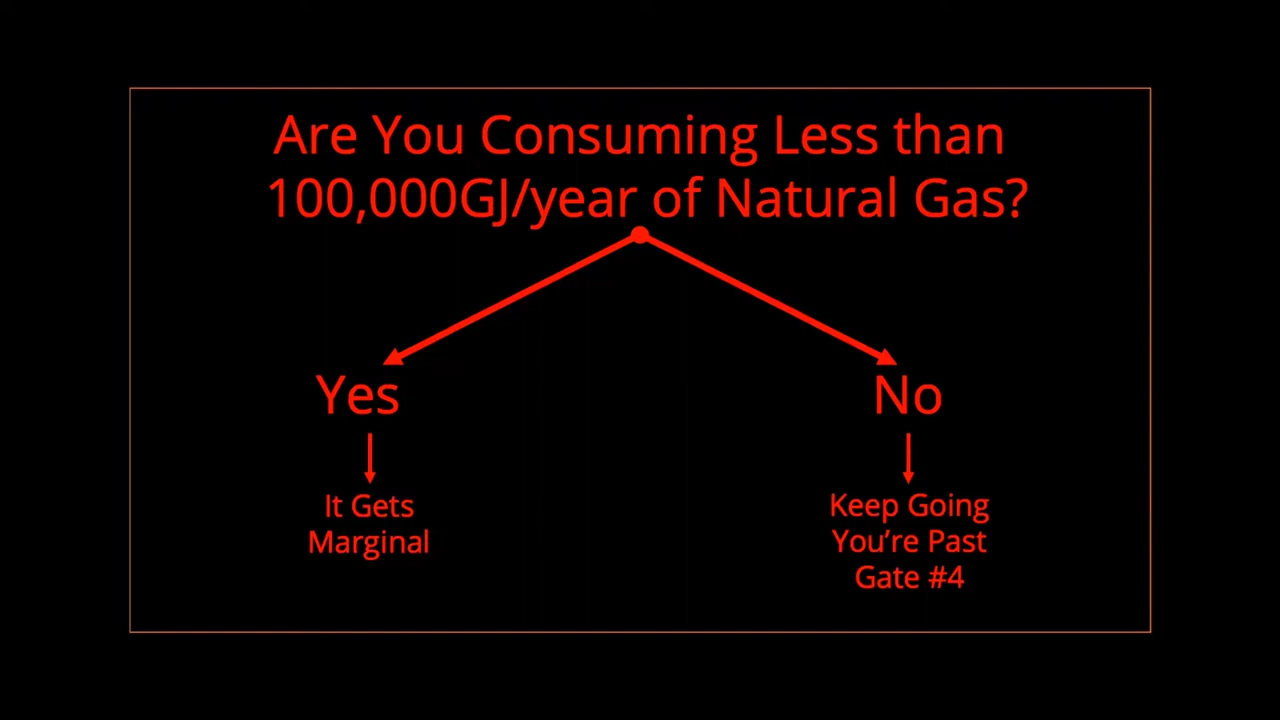 Are You Consuming Less than
100,000GJ/year of Natural Gas?
Yes
No
It Gets
Marginal
Keep Going
You’re Past
Gate #4